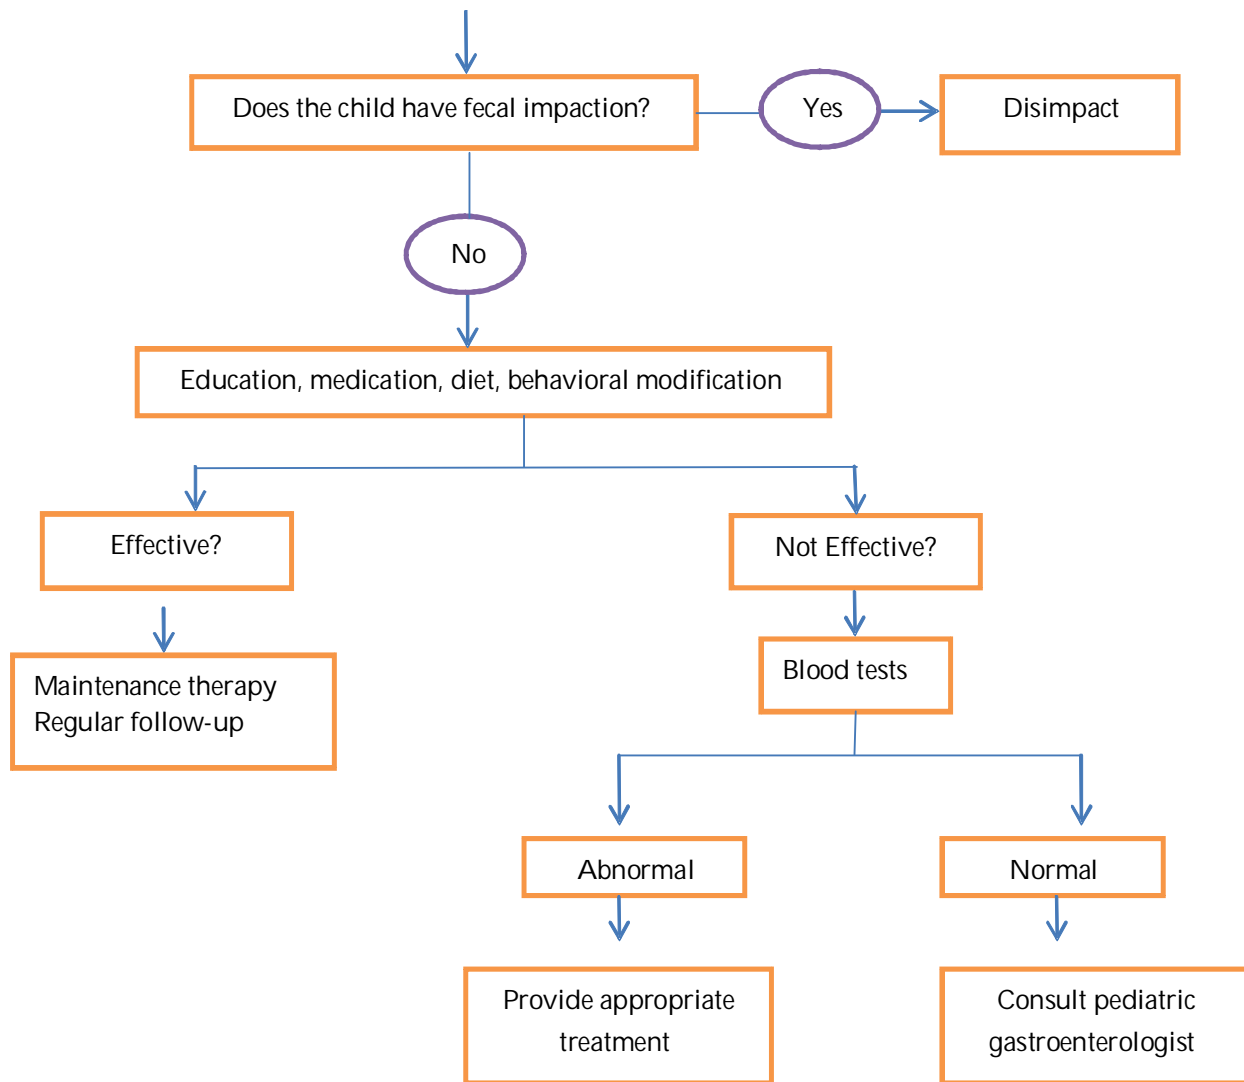 Does the child have fecal impaction?
Yes
Disimpact
No
Education, medication, diet, behavioral modification
Effective?
Not Effective?
Maintenance therapy
Regular follow-up
Blood tests
Abnormal
Normal
Provide appropriate
treatment
Consult pediatric
gastroenterologist